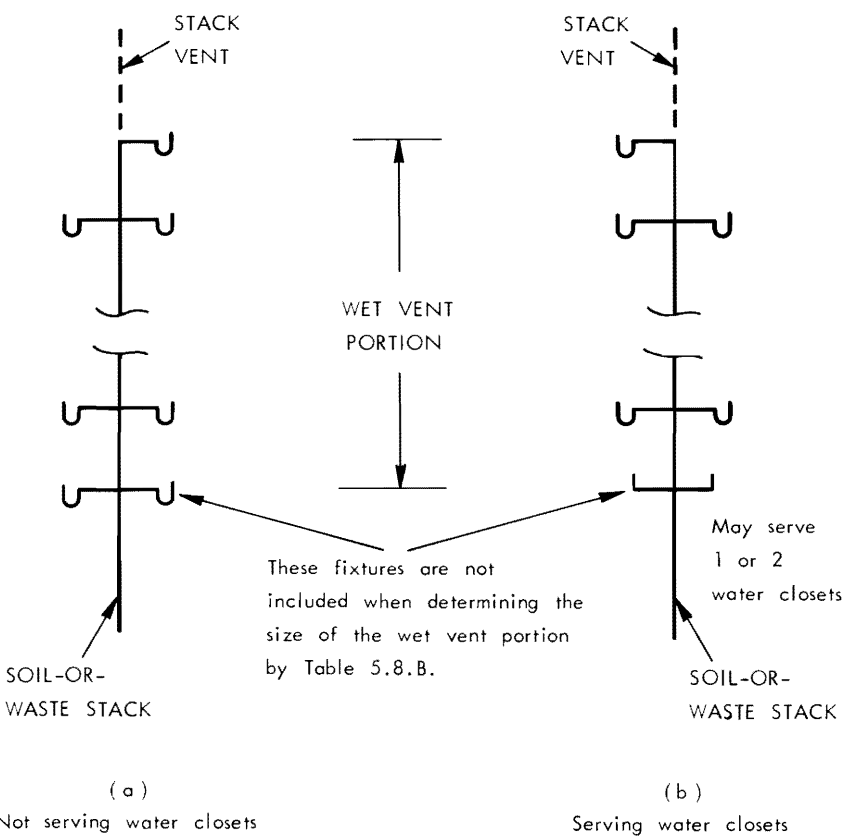 STACK
VENT
STACK
VENT
WET VENT
PORTION
May serve
1 or 2
water closets
These fixtures are not
included when determining the
size of the wet vent portion
by Table 5.8.B.
SOIL-OR-
WASTE STACK
SOIL-OR-
WASTE STACK
(a)
Not serving water closets
(b)
Serving water closets